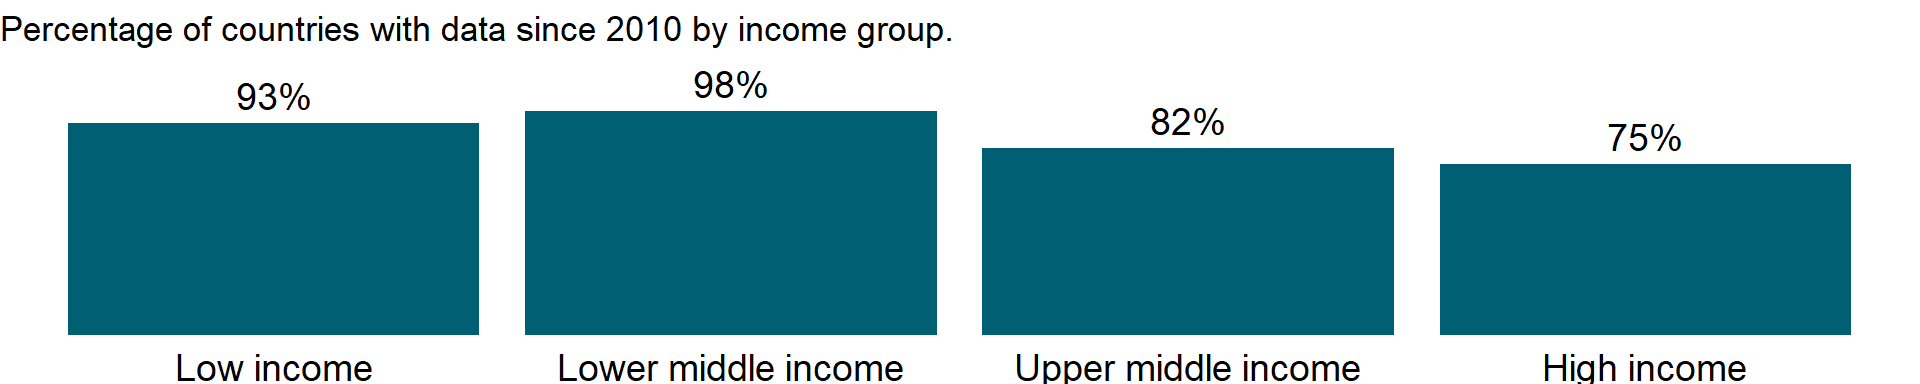 Percentage of countries with data since 2010 by income group.
93%
98%
82%
75%
Low income
Lower middle income
Upper middle income
High income